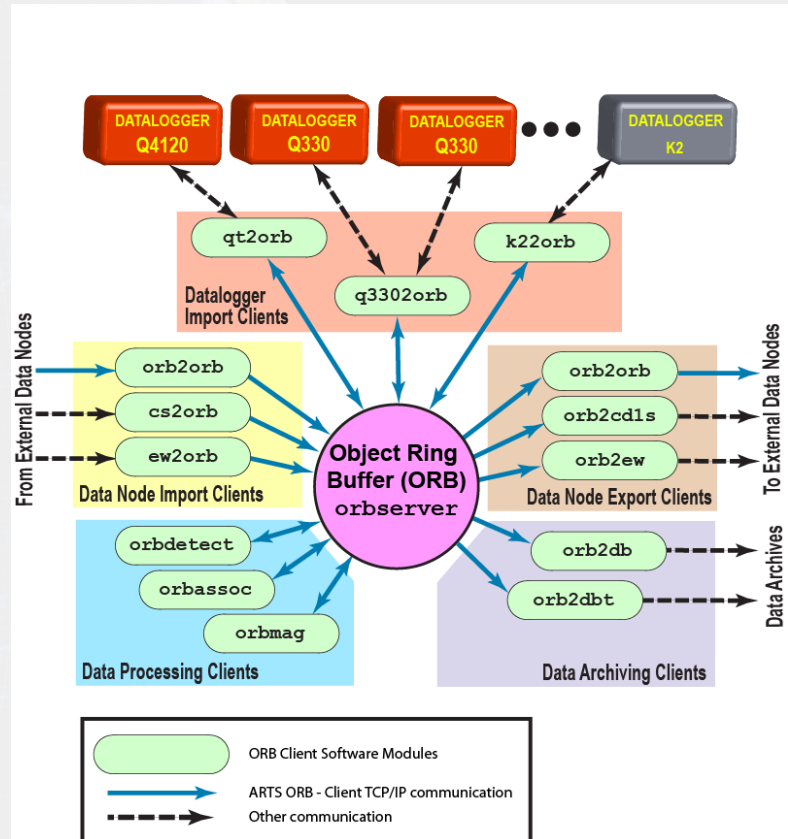 DATALOGGER
Q4120
DATALOGGER
Q330
DATALOGGER
Q330
DATALOGGER
K2
qt2orb
k22orb
q3302orb
Datalogger
Import Clients
From External Data Nodes
orb2orb
cs2orb
ew2orb
Data Node Import Clients
Object Ring
Buffer (ORB)
orbserver
orb2orb
orb2cd1s
orb2ew
Data Node Export Clients
To External Data Nodes
orbdetect
orbassoc
orbmag
Data Processing Clients
orb2db
orb2dbt
Data Archiving Clients
Data Archives
ORB Client Software Modules
ARTS ORB - Client TCP/IP communication
Other communication